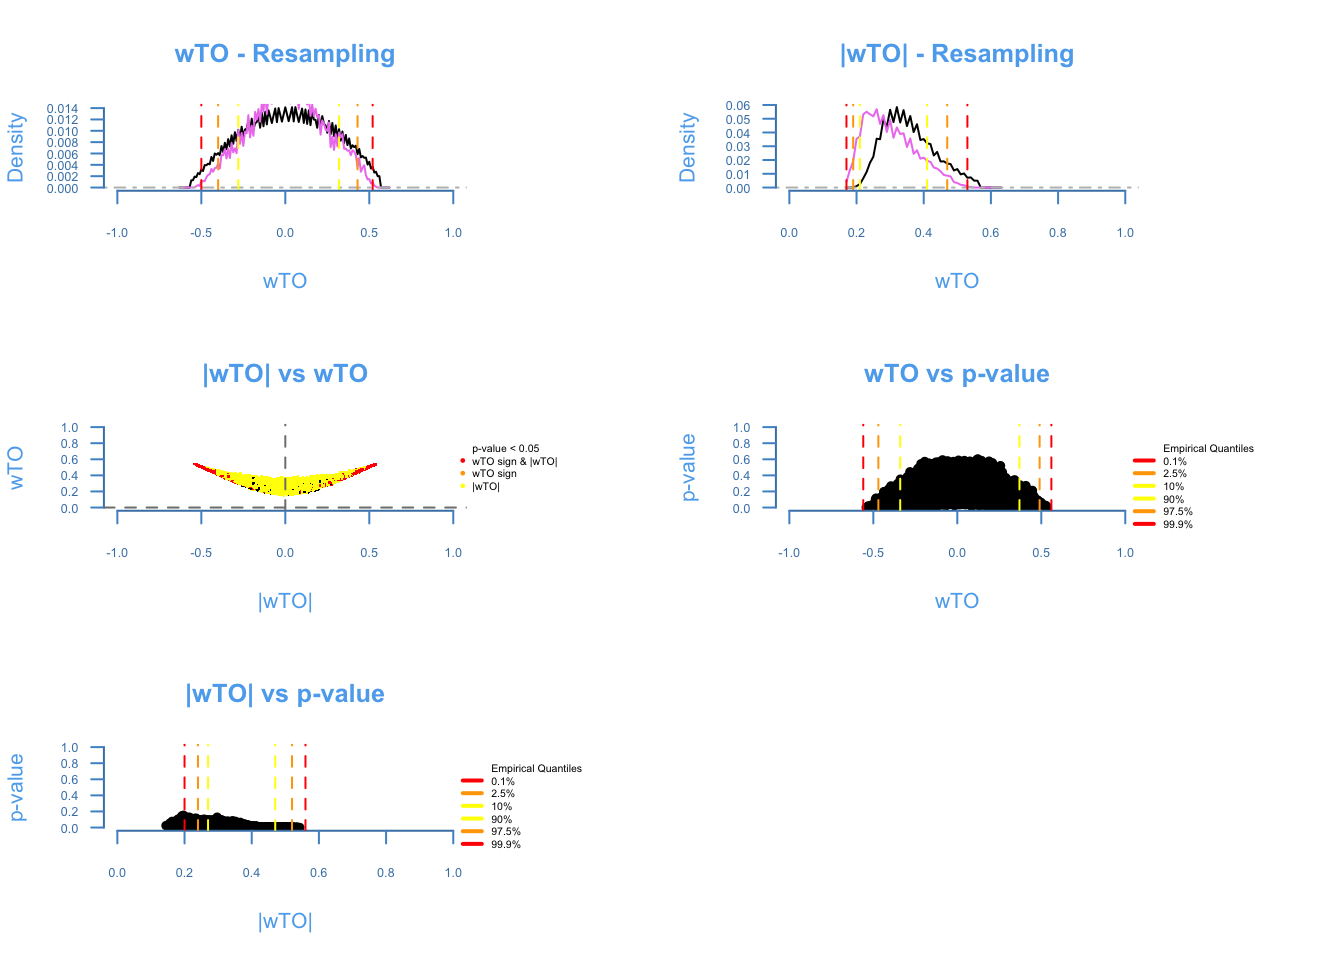 wTO - Resampling
Density
0.014
0.012
0.010
0.008
0.006
0.004
0.002
0.000
-1.0 -0.5 0.0 0.5 1.0
wTO
|wTO| - Resampling
Density
0.06
0.05
0.04
0.03
0.02
0.01
0.00
0.0 0.2 0.4 0.6 0.8 1.0
wTO
|wTO| vs wTO
wTO
1.0
0.8
0.6
0.4
0.2
0.0
-1.0 -0.5 0.0 0.5 1.0
|wTO|
p-value < 0.05
wTO sign & |wTO|
wTO sign
|wTO|
wTO vs p-value
p-value
1.0
0.8
0.6
0.4
0.2
0.0
-1.0 -0.5 0.0 0.5 1.0
wTO
Empirical Quantiles
0.1%
2.5%
10%
90%
97.5%
99.9%
|wTO| vs p-value
p-value
1.0
0.8
0.6
0.4
0.2
0.0
0.0 0.2 0.4 0.6 0.8 1.0
|wTO|
Empirical Quantiles
0.1%
2.5%
10%
90%
97.5%
99.9%